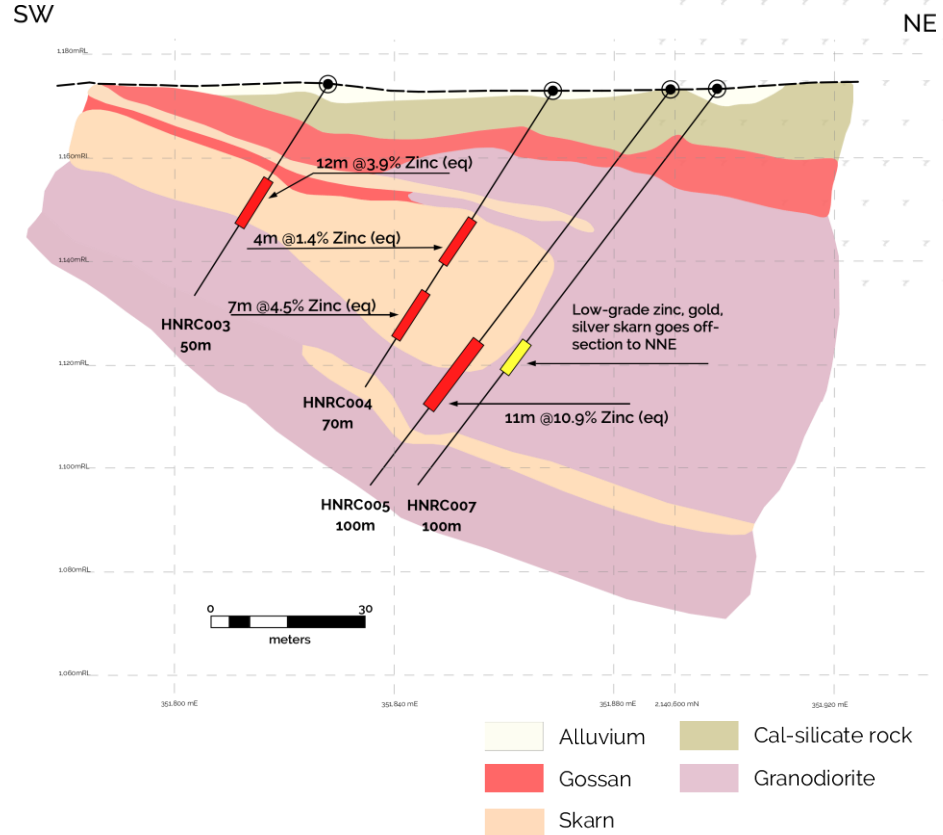 SW
NE
1.180mRL
1.160mRL
12m @3.9% Zinc (eq)
4m @1.4% Zinc (eq)
1.140mRL
7m @4.5% Zinc (eq)
HNRC003
50m
Low-grade zinc, gold,
silver skarn goes off-
section to NNE
1.120mRL
HNRC004
70m
11m @10.9% Zinc (eq)
1.100mRL
HNRC005
100m
HNRC007
100m
1.080mRL
0
30
meters
1.060mRL
351.800 mE
351.840 mE
351.880 mE
2,140.600 mN
351.920 mE
Alluvium
Cal-silicate rock
Gossan
Granodiorite
Skarn